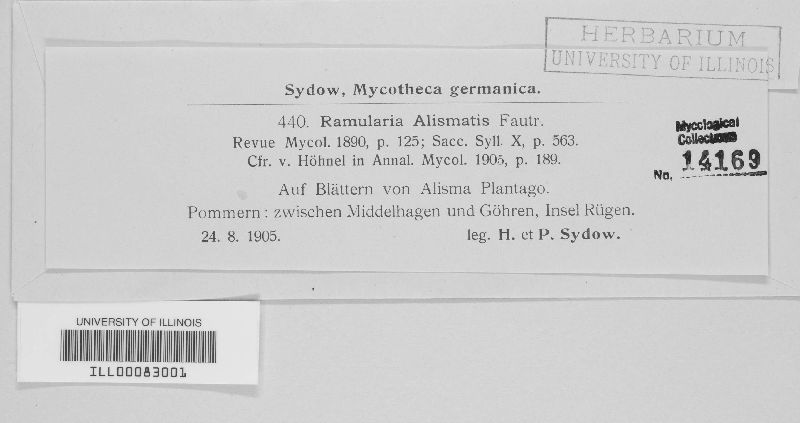 HERBARIUM
UNIVERSITY OF ILLINOIS
Sydow, Mycotheca germanica.
440. Ramularia Alismatis Fautr.
Revue Mycol. 1890, p. 125; Sacc. Syll. X, p. 563.
Cfr. v. Höhnel in Annal. Mycol. 1905, p. 189.
Mycological
Collections
No. 14169
Auf Blättern von Alisma Plantago.
Pommern: zwischen Middelhagen und Göhren, Insel Rügen.
24. 8. 1905. leg. H. et P. Sydow.
UNIVERSITY OF ILLINOIS
ILL00083001